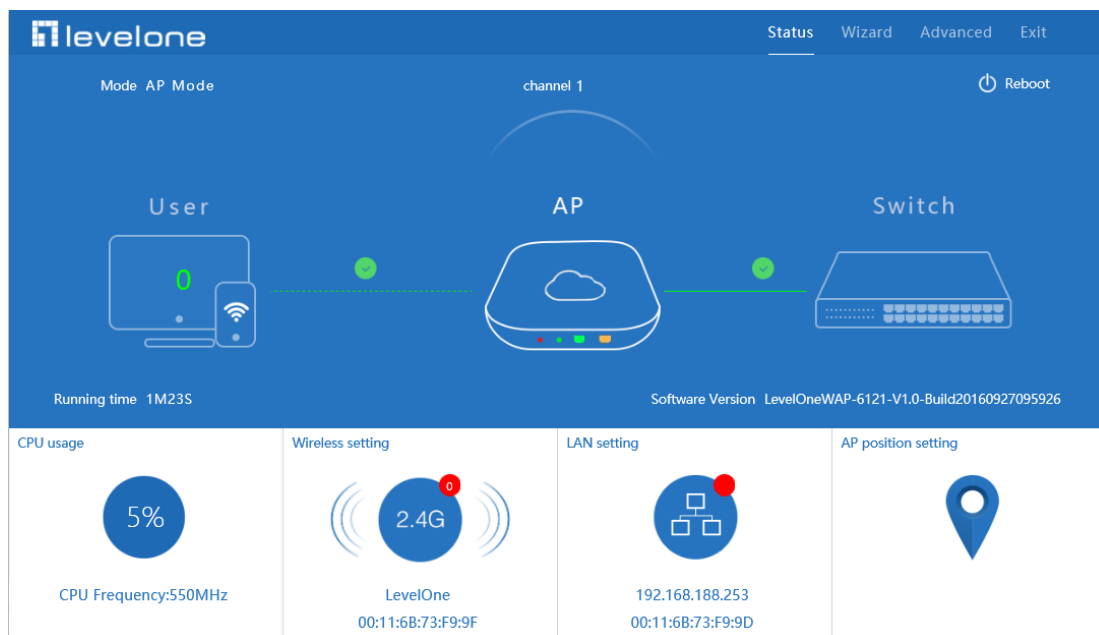 levelone
Status Wizard Advanced Exit
Mode AP Mode
channel 1
Reboot
User
AP
Switch
0
Running time 1M23S
Software Version LevelOneWAP-6121-V1.0-Build20160927095926
CPU usage
5%
CPU Frequency:550MHz
Wireless setting
0
2.4G
LevelOne
00:11:6B:73:F9:9F
LAN setting
192.168.188.253
00:11:6B:73:F9:9D
AP position setting